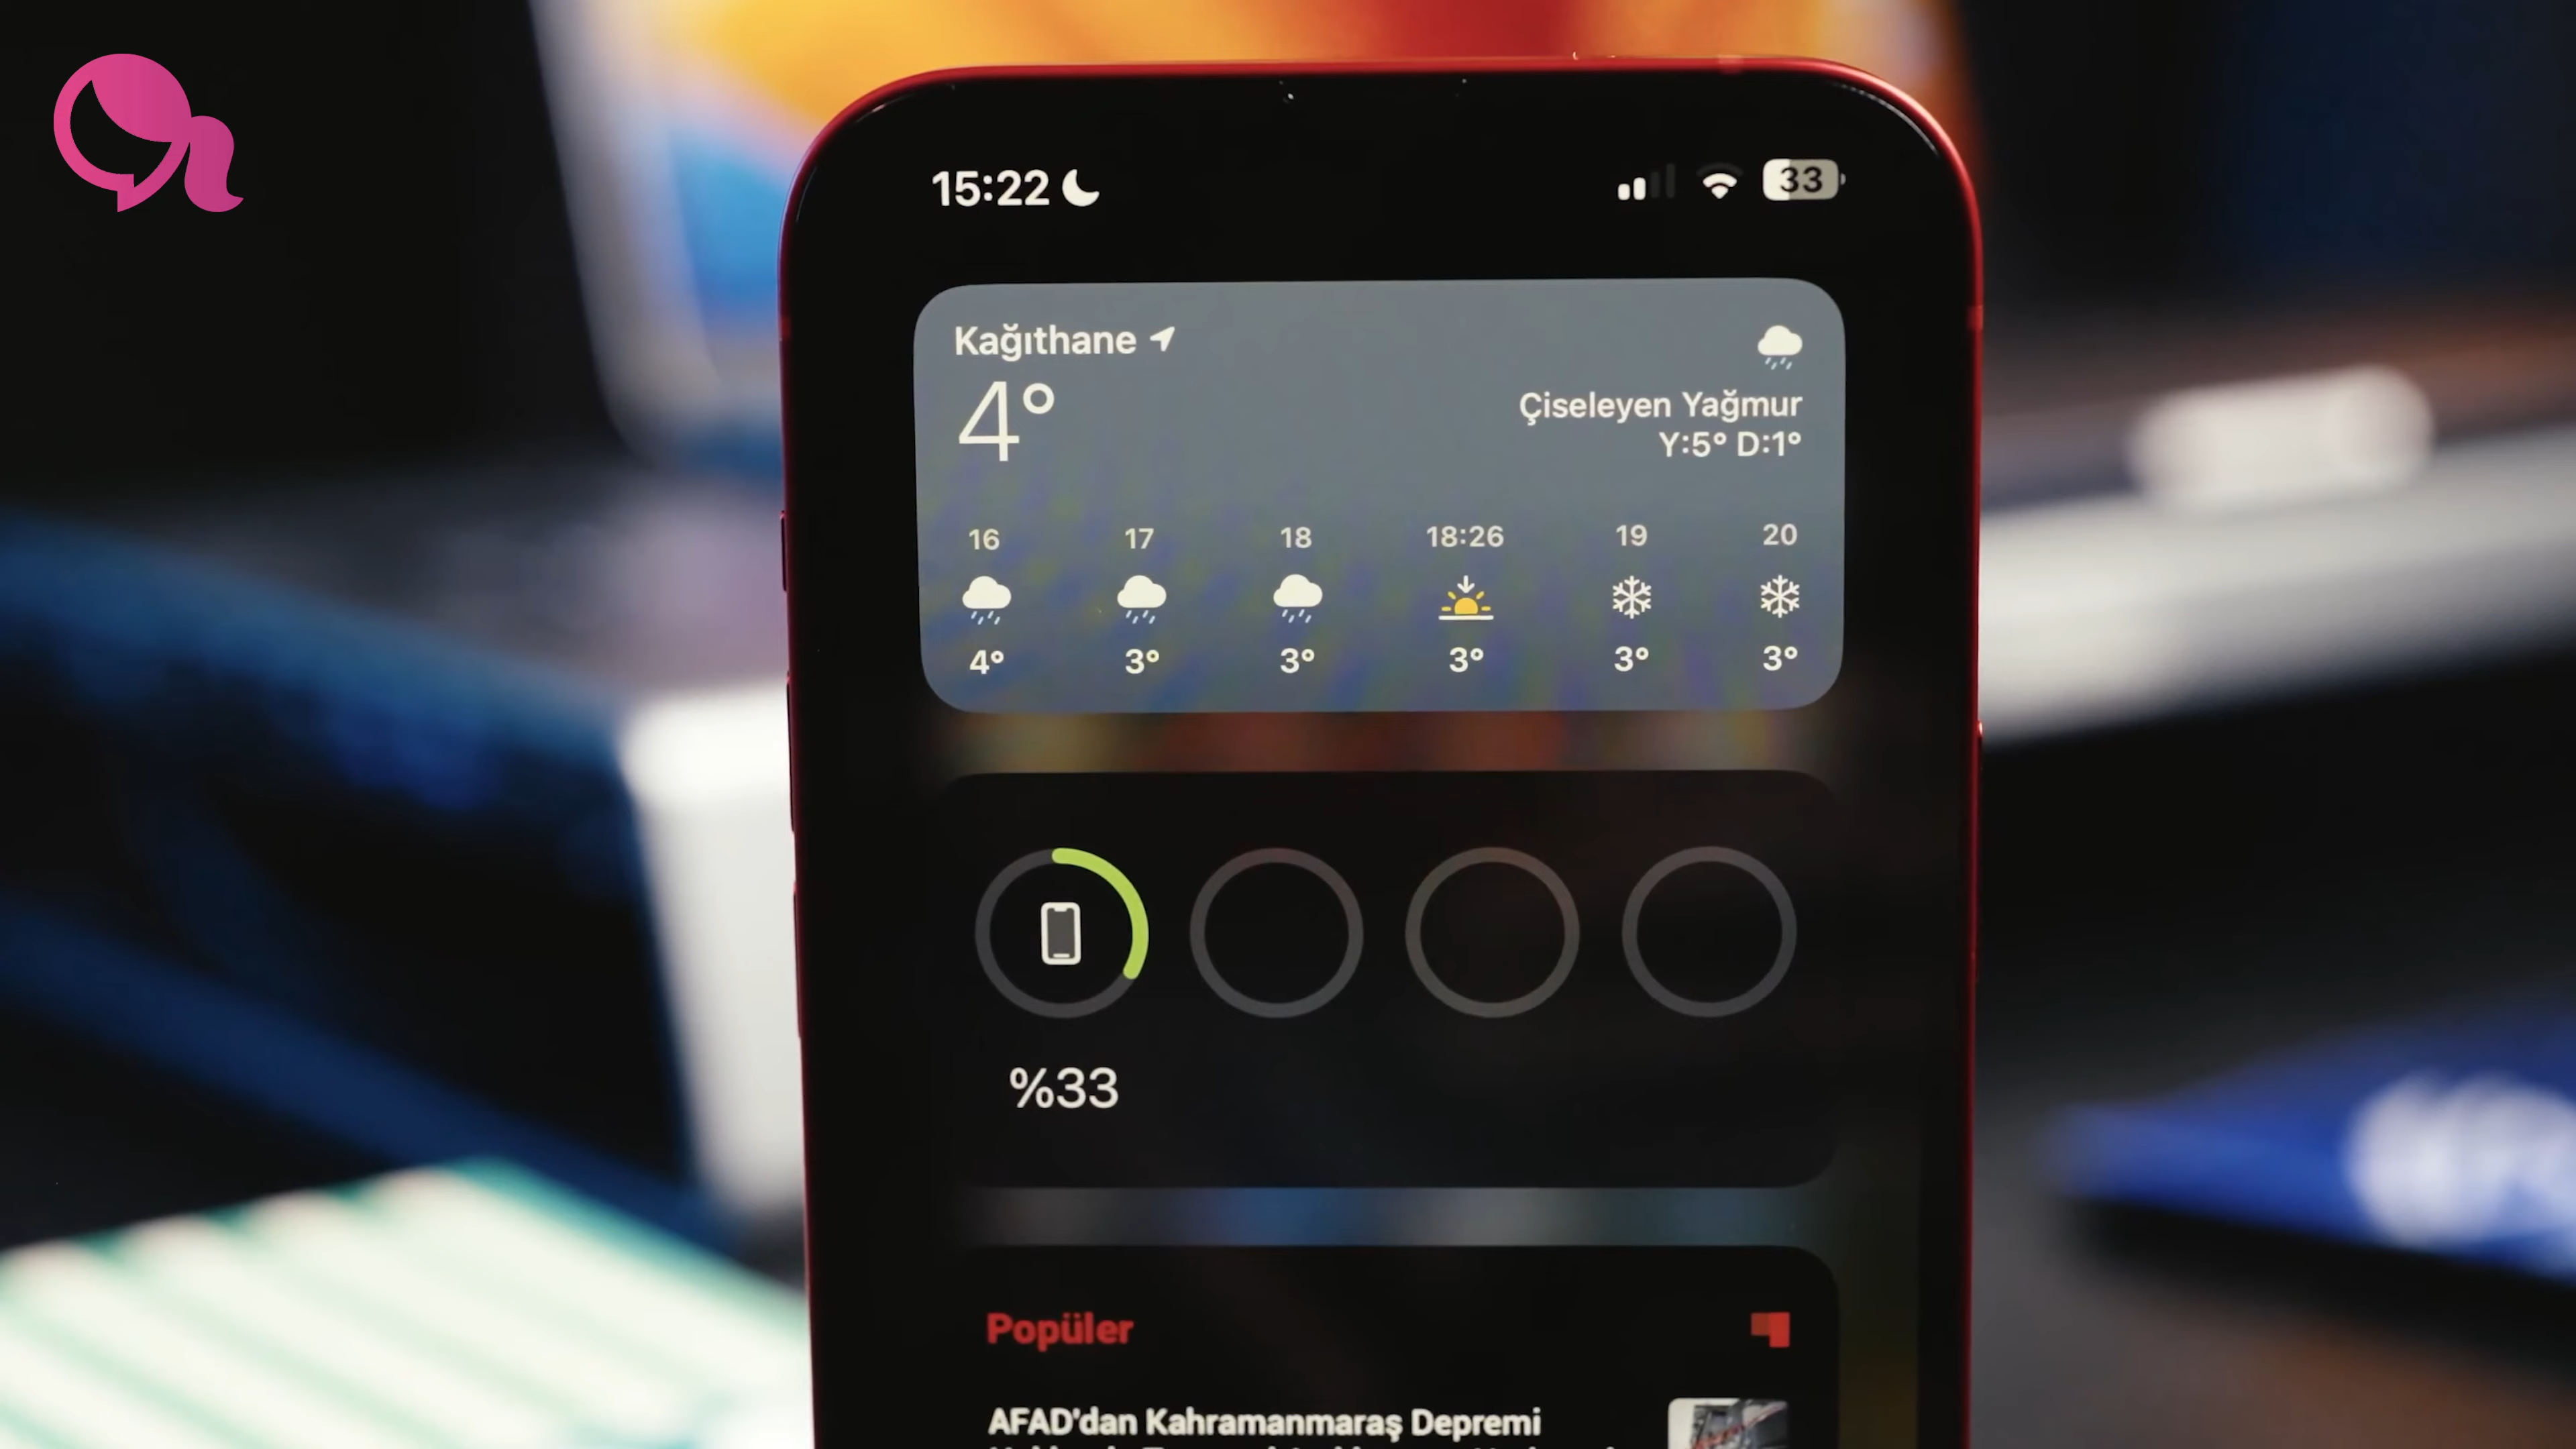 15:22
33
Kağıthane
4°
Çiseleyen Yağmur
Y:5° D:1°
16 17 18 18:26 19 20
4° 3° 3° 3° 3° 3°
%33
Popüler
AFAD'dan Kahramanmaraş Depremi